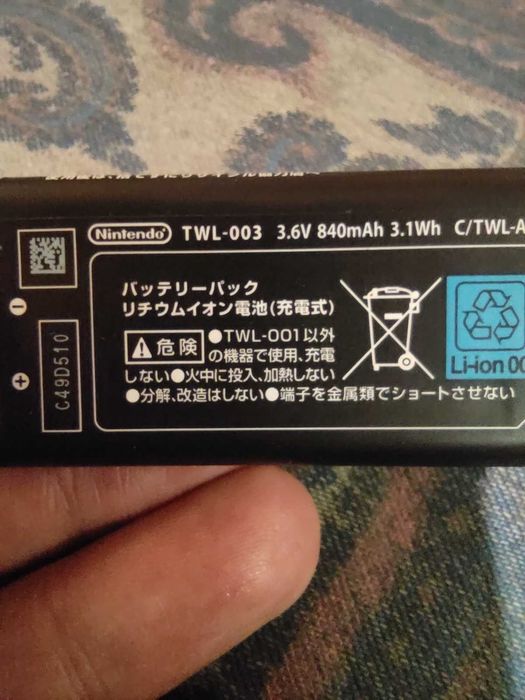 Nintendo TWL-003 3.6V 840mAh 3.1Wh C/TWL-A
バッテリーパック
リチウムイオン電池(充電式)
危険 ●TWL-001以外
の機器で使用、充電
しない●火中に投入、加熱しない
●分解、改造はしない●端子を金属類でショートさせない
Li-ion 00
C49D510